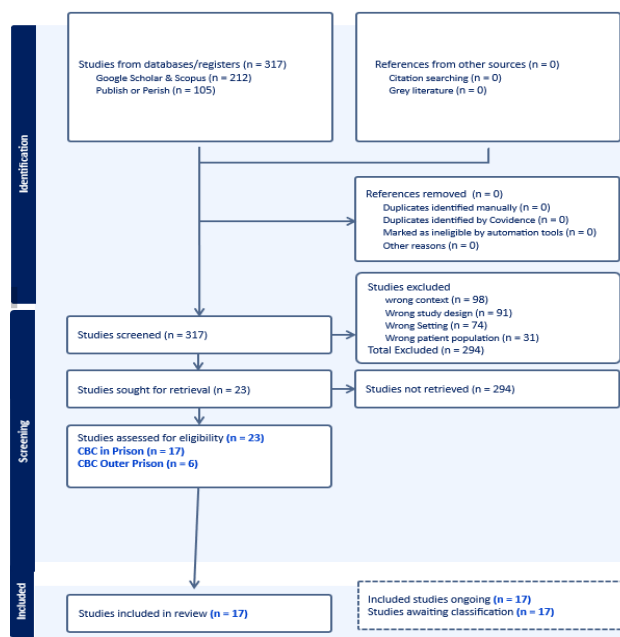 Studies from databases/registers (n = 317)
Google Scholar & Scopus (n = 212)
Publish or Perish (n = 105)
References from other sources (n = 0)
Citation searching (n = 0)
Grey literature (n = 0)
Identification
References removed (n = 0)
Duplicates identified manually (n = 0)
Duplicates identified by Covidence (n = 0)
Marked as ineligible by automation tools (n = 0)
Other reasons (n = 0)
Studies screened (n = 317)
Studies excluded
wrong context (n = 98)
Wrong study design (n = 91)
Wrong Setting (n = 74)
Wrong patient population (n = 31)
Total Excluded (n = 294)
Studies sought for retrieval (n = 23)
Studies not retrieved (n = 294)
Screening
Studies assessed for eligibility (n = 23)
CBC in Prison (n = 17)
CBC Outer Prison (n = 6)
Included
Studies included in review (n = 17)
Included studies ongoing (n = 17)
Studies awaiting classification (n = 17)